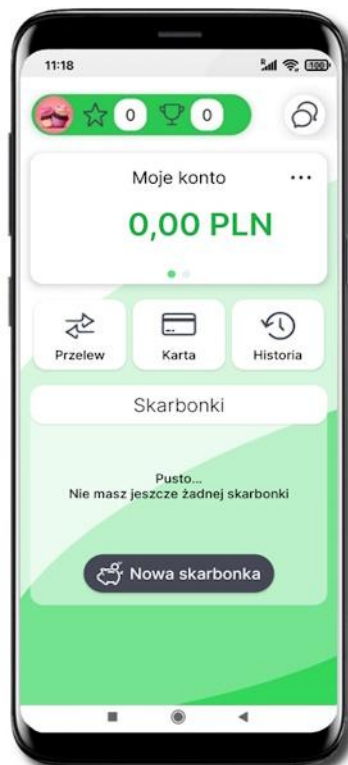 11:18
R
100
0
0
Moje konto
...
0,00 PLN
Przelew
Karta
Historia
Skarbonki
Pusto...
Nie masz jeszcze żadnej skarbonki
Nowa skarbonka